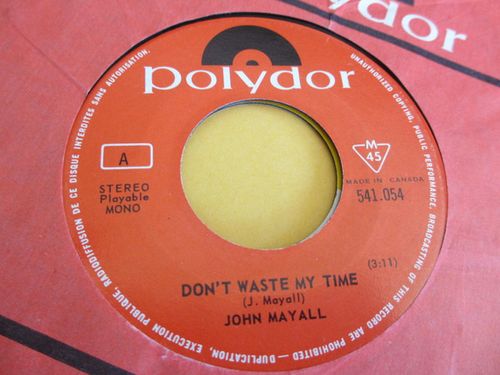 polydor
polydor
A
STEREO
Playable
MONO
M
45
MADE IN CANADA
541.054
(3:11)
DON'T WASTE MY TIME
(J. Mayall)
JOHN MAYALL
UNAUTHORIZED COPYING, PUBLIC PERFORMANCE, BROADCASTING OF THIS RECORD ARE PROHIBITED — DUPLICATION, EXECUTION PUBLIQUE, RADIODIFFUSION DE CE DISQUE INTERDITES SANS AUTORISATION.